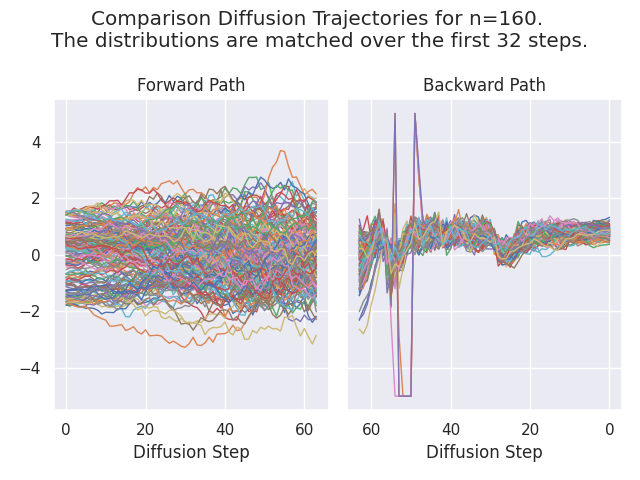 Comparison Diffusion Trajectories for n=160.
The distributions are matched over the first 32 steps.
Forward Path
Backward Path
4
2
0
−2
−4
0 20 40 60
60 40 20 0
Diffusion Step
Diffusion Step